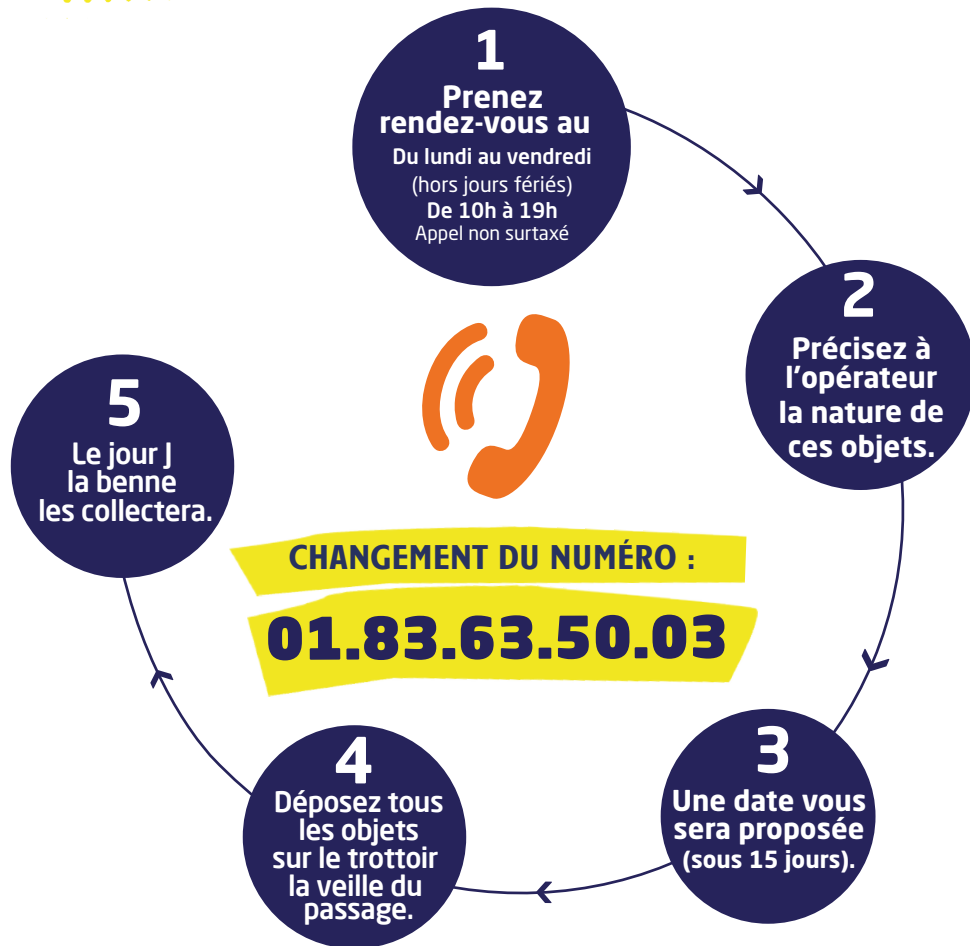 1
Prenez
rendez-vous au
Du lundi au vendredi
(hors jours fériés)
De 10h à 19h
Appel non surtaxé
2
Précisez à
l'opérateur
la nature de
ces objets.
3
Une date vous
sera proposée
(sous 15 jours).
4
Déposez tous
les objets
sur le trottoir
la veille du
passage.
5
Le jour J
la benne
les collectera.
CHANGEMENT DU NUMÉRO :
01.83.63.50.03